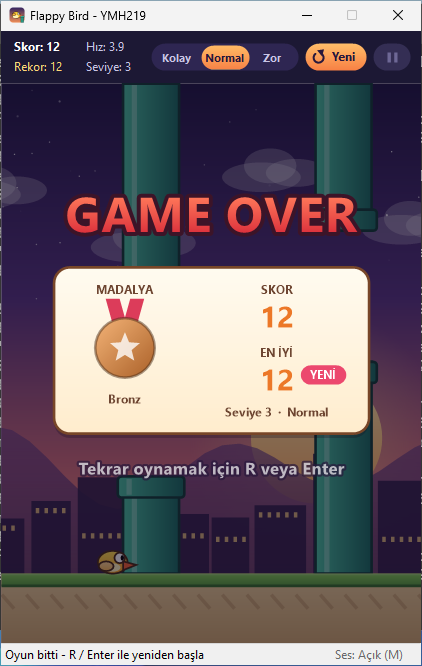 Flappy Bird - YMH219
Skor: 12
Hız: 3.9
Rekor: 12
Seviye: 3
Kolay
Normal
Zor
Yeni
GAME OVER
MADALYA
Bronz
SKOR
12
EN İYİ
12
YENİ
Seviye 3 · Normal
Tekrar oynamak için R veya Enter
Oyun bitti - R / Enter ile yeniden başla
Ses: Açık (M)